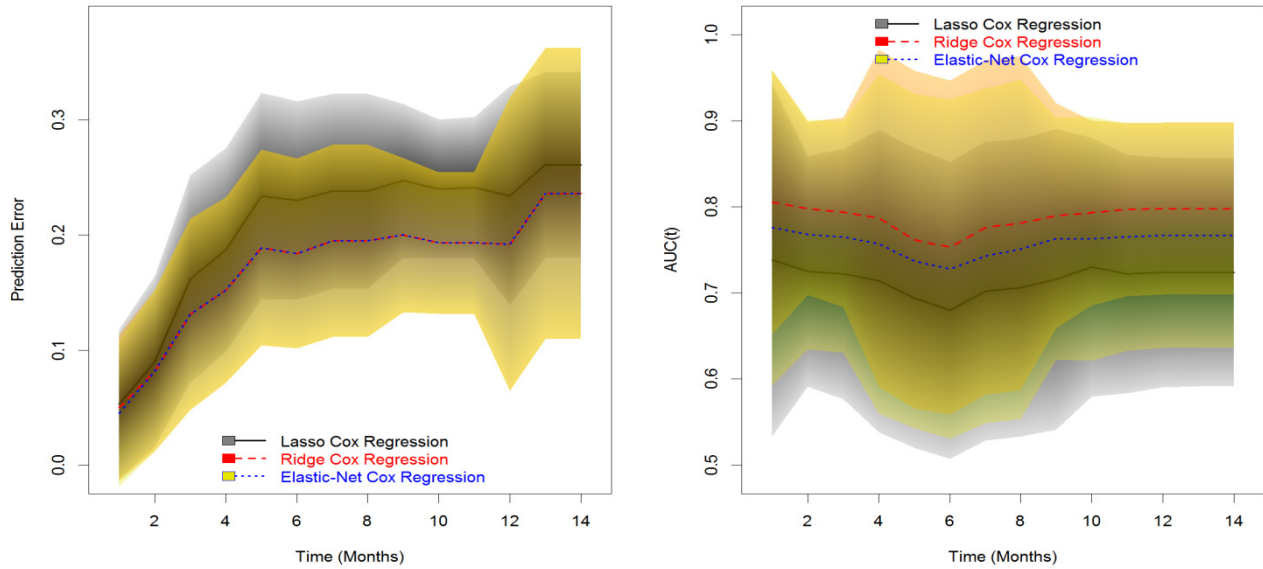 Prediction Error
0.3
0.2
0.1
0.0
Lasso Cox Regression
Ridge Cox Regression
Elastic-Net Cox Regression
2 4 6 8 10 12 14
Time (Months)
AUC(t)
1.0
0.9
0.8
0.7
0.6
0.5
Lasso Cox Regression
Ridge Cox Regression
Elastic-Net Cox Regression
2 4 6 8 10 12 14
Time (Months)